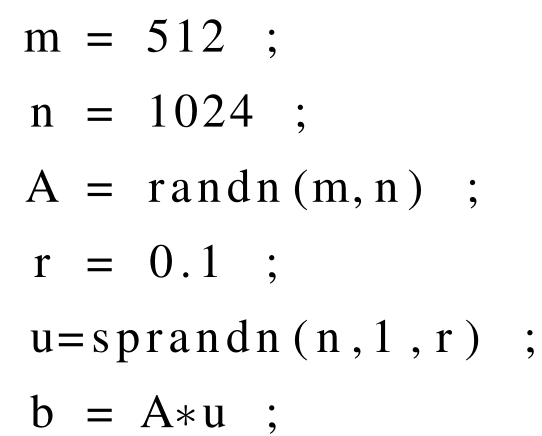 m = 512 ;
n = 1024 ;
A = randn(m,n) ;
r = 0.1 ;
u=sprandn(n,1,r) ;
b = A*u ;